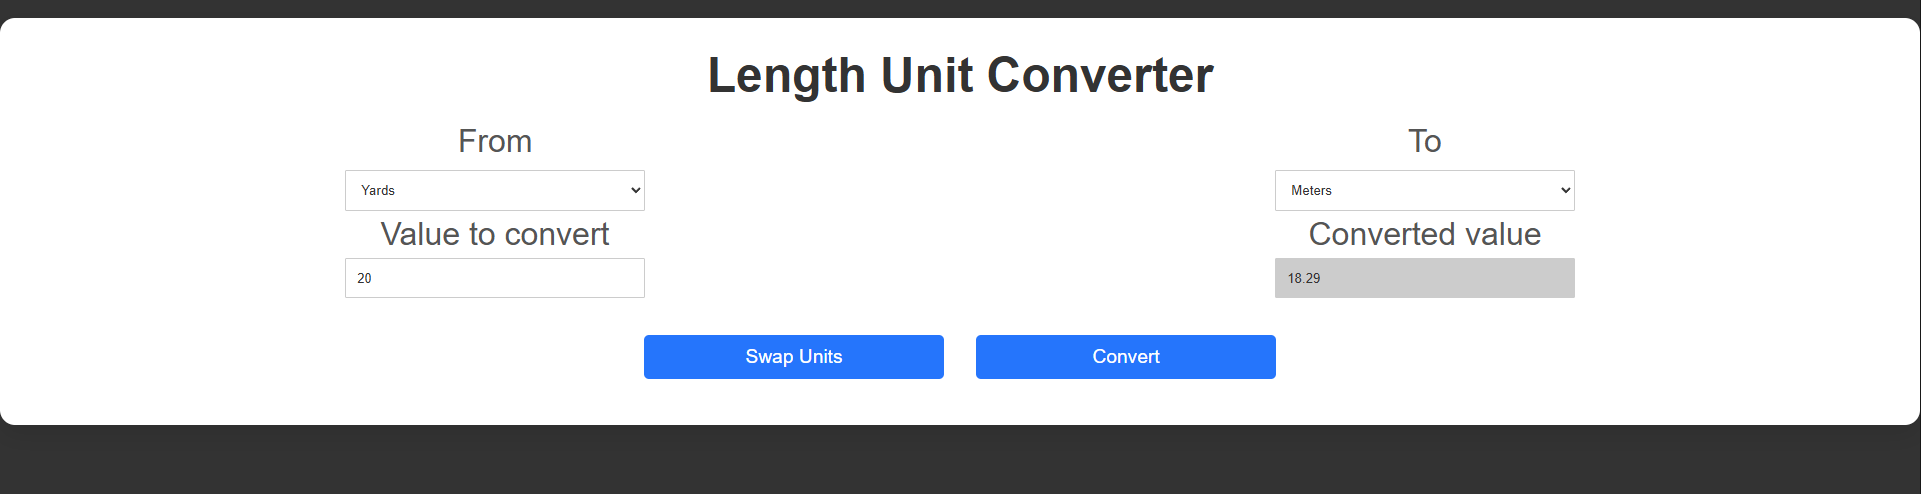 Length Unit Converter
From
To
Yards
Meters
Value to convert
Converted value
20
18.29
Swap Units
Convert